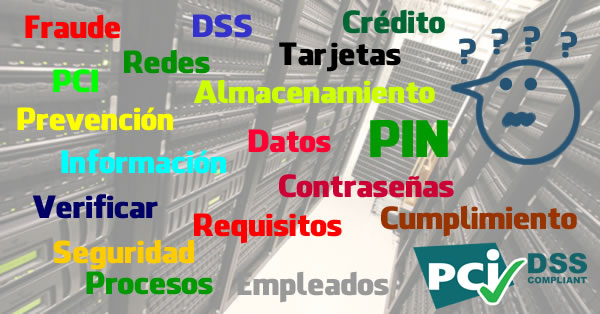 Fraude
DSS
Crédito
Tarjetas
? ? ? ?
Redes
PCI
Almacenamiento
Prevención
Datos
PIN
Información
Contraseñas
Verificar
Requisitos
Cumplimiento
Seguridad
Procesos
Empleados
PCi DSS
COMPLIANT